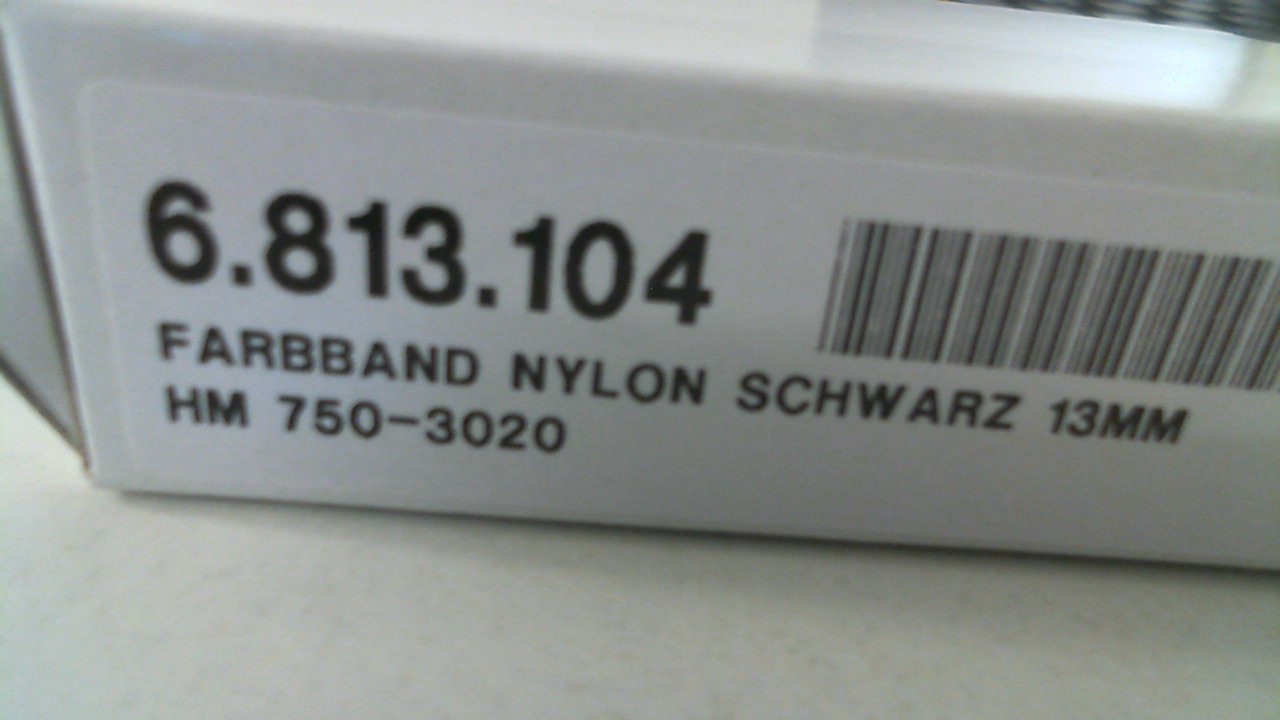 6.813.104
FARBBAND NYLON SCHWARZ 13MM
HM 750-3020